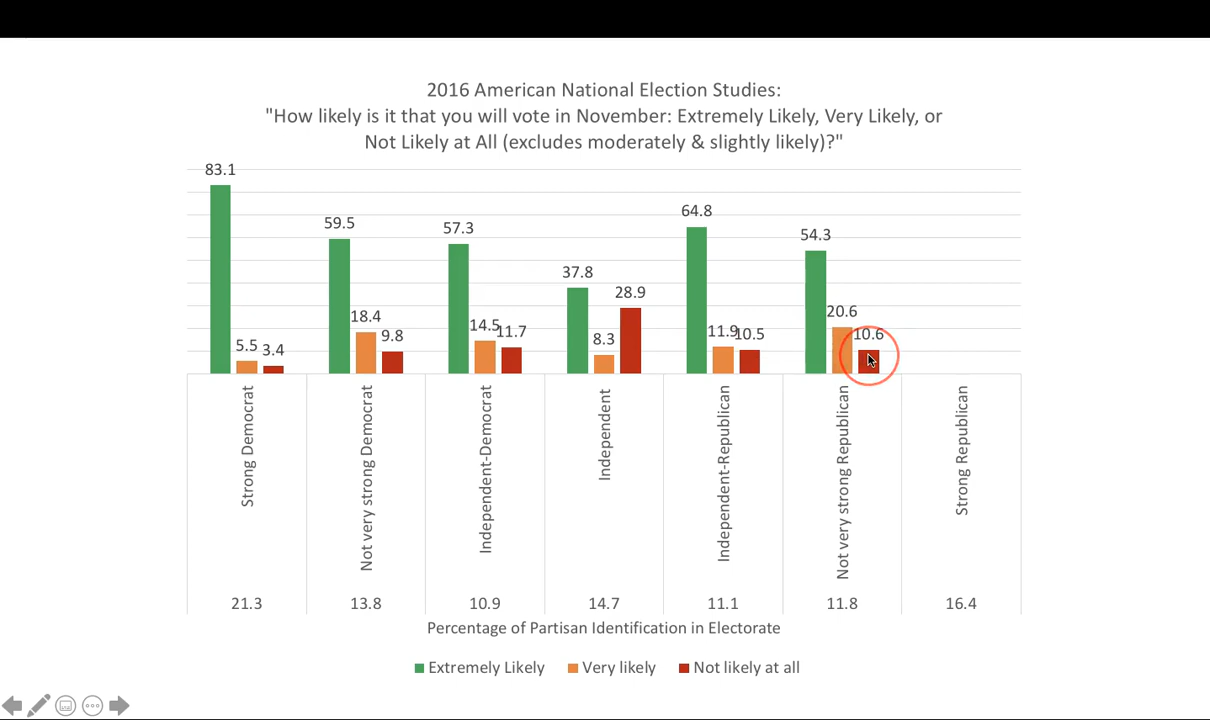 2016 American National Election Studies:
"How likely is it that you will vote in November: Extremely Likely, Very Likely, or
Not Likely at All (excludes moderately & slightly likely)?"
83.1
5.5
3.4
59.5
18.4
9.8
57.3
14.5
11.7
37.8
8.3
28.9
64.8
11.9
10.5
54.3
20.6
10.6
Strong Democrat
Not very strong Democrat
Independent-Democrat
Independent
Independent-Republican
Not very strong Republican
Strong Republican
21.3
13.8
10.9
14.7
11.1
11.8
16.4
Percentage of Partisan Identification in Electorate
Extremely Likely
Very likely
Not likely at all